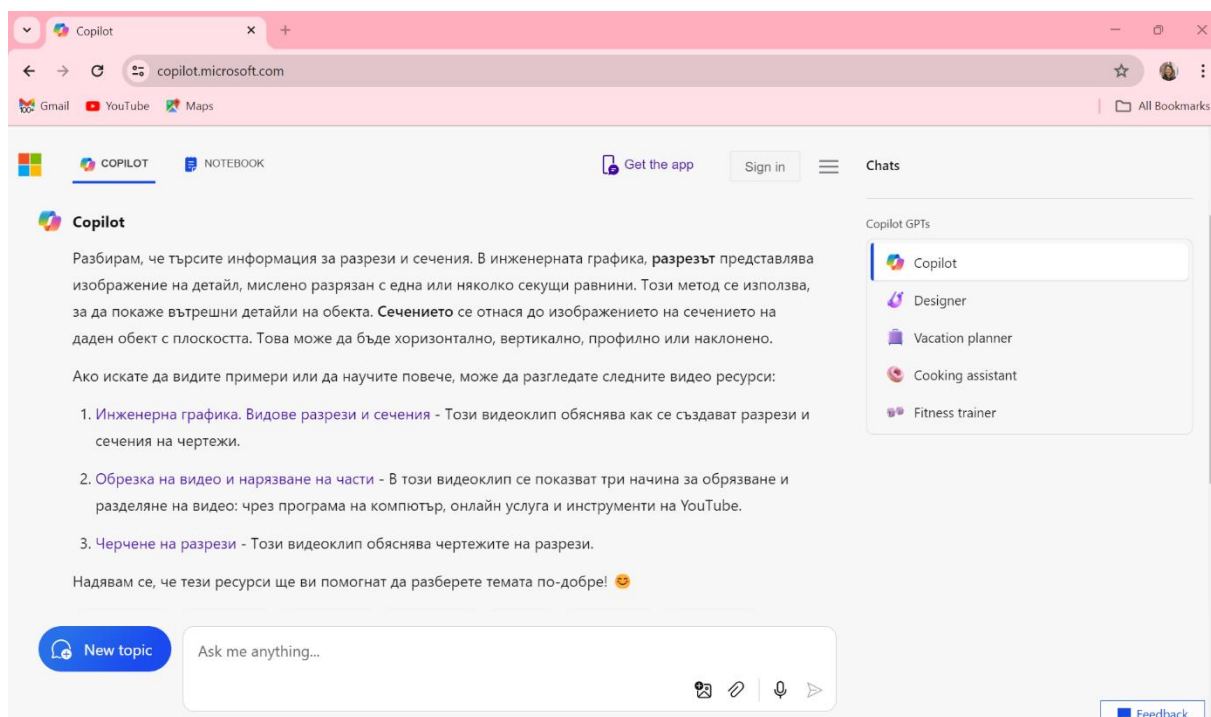 Copilot
copilot.microsoft.com
Gmail
YouTube
Maps
All Bookmarks
COPILOT
NOTEBOOK
Get the app
Sign in
Chats
Copilot
Разбирам, че търсите информация за разрези и сечения. В инженерната графика, разрезът представлява
изображение на детайл, мислено разрязан с една или няколко секущи равнини. Този метод се използва,
за да покаже вътрешни детайли на обекта. Сечението се отнася до изображението на сечението на
даден обект с плоскостта. Това може да бъде хоризонтално, вертикално, профилно или наклонено.
Ако искате да видите примери или да научите повече, може да разгледате следните видео ресурси:
1. Инженерна графика. Видове разрези и сечения - Този видеоклип обяснява как се създават разрези и
сечения на чертежи.
2. Обрезка на видео и нарязване на части - В този видеоклип се показват три начина за обрязване и
разделяне на видео: чрез програма на компютър, онлайн услуга и инструменти на YouTube.
3. Черчене на разрези - Този видеоклип обяснява чертежите на разрези.
Надявам се, че тези ресурси ще ви помогнат да разберете темата по-добре! 😊
New topic
Ask me anything...
Copilot GPTs
Copilot
Designer
Vacation planner
Cooking assistant
Fitness trainer
Feedback